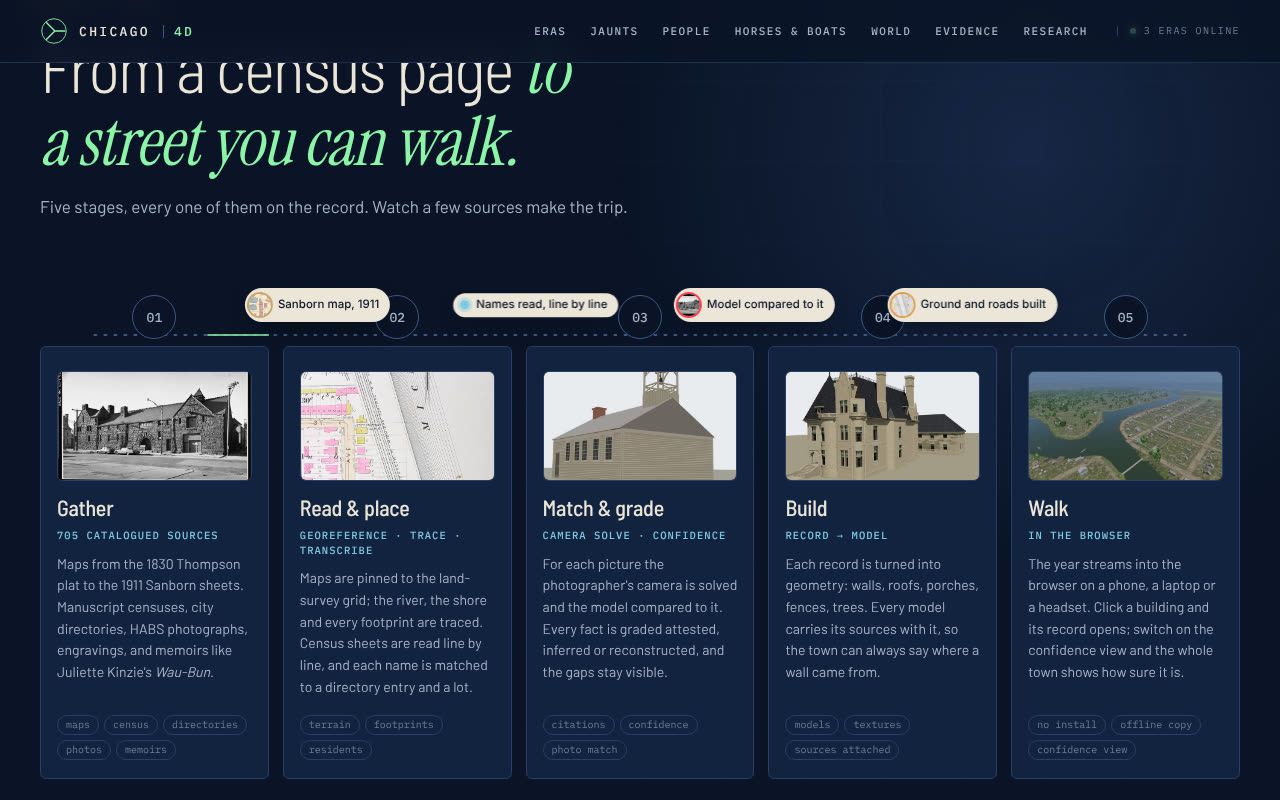 CHICAGO | 4D
ERAS JAUNTS PEOPLE HORSES & BOATS WORLD EVIDENCE RESEARCH 3 ERAS ONLINE
From a census page to
a street you can walk.
Five stages, every one of them on the record. Watch a few sources make the trip.
01
Sanborn map, 1911
02
Names read, line by line
03
Model compared to it
04
Ground and roads built
05
Gather
705 CATALOGUED SOURCES
Maps from the 1830 Thompson
plat to the 1911 Sanborn sheets.
Manuscript censuses, city
directories, HABS photographs,
engravings, and memoirs like
Juliette Kinzie's Wau-Bun.
maps census directories
photos memoirs
Read & place
GEOREFERENCE · TRACE ·
TRANSCRIBE
Maps are pinned to the land-
survey grid; the river, the shore
and every footprint are traced.
Census sheets are read line by
line, and each name is matched
to a directory entry and a lot.
terrain footprints
residents
Match & grade
CAMERA SOLVE · CONFIDENCE
For each picture the
photographer's camera is solved
and the model compared to it.
Every fact is graded attested,
inferred or reconstructed, and
the gaps stay visible.
citations confidence
photo match
Build
RECORD → MODEL
Each record is turned into
geometry: walls, roofs, porches,
fences, trees. Every model
carries its sources with it, so
the town can always say where a
wall came from.
models textures
sources attached
Walk
IN THE BROWSER
The year streams into the
browser on a phone, a laptop or
a headset. Click a building and
its record opens; switch on the
confidence view and the whole
town shows how sure it is.
no install offline copy
confidence view